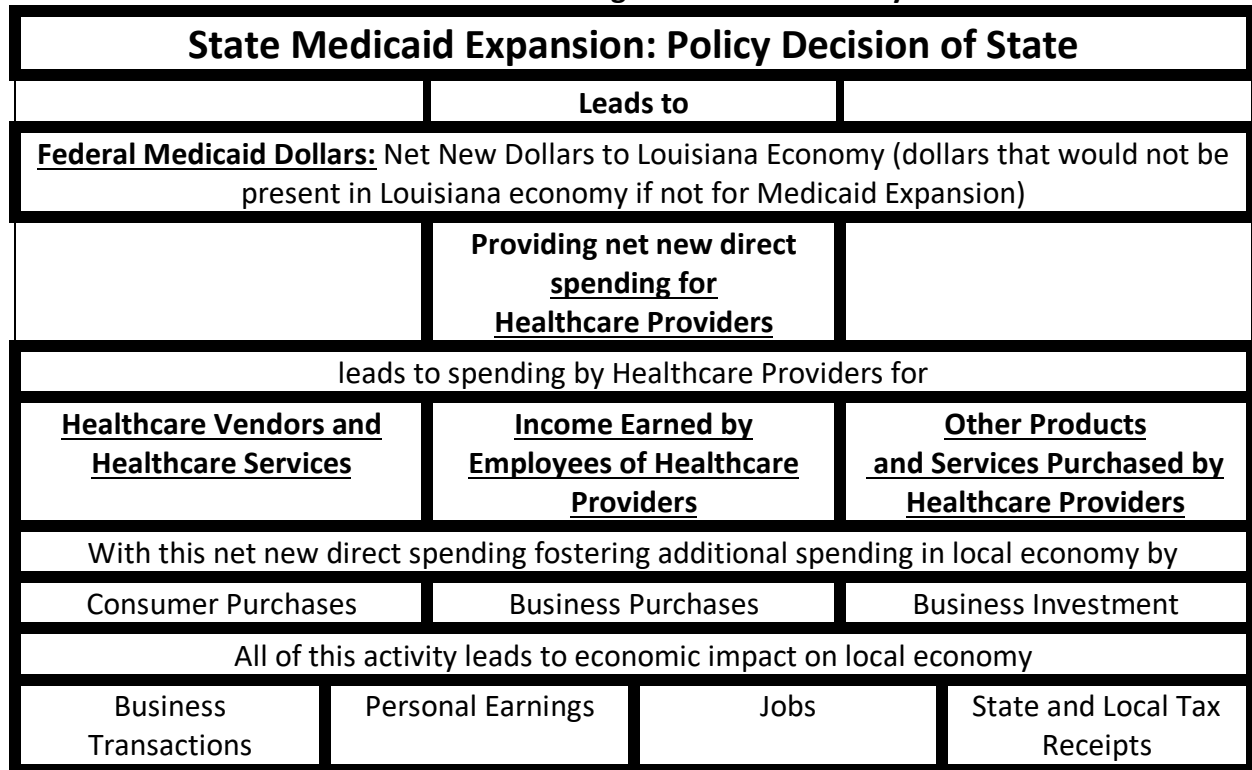 State Medicaid Expansion: Policy Decision of State
Leads to
Federal Medicaid Dollars: Net New Dollars to Louisiana Economy (dollars that would not be
present in Louisiana economy if not for Medicaid Expansion)
Providing net new direct
spending for
Healthcare Providers
leads to spending by Healthcare Providers for
Healthcare Vendors and
Healthcare Services
Income Earned by
Employees of Healthcare
Providers
Other Products
and Services Purchased by
Healthcare Providers
With this net new direct spending fostering additional spending in local economy by
Consumer Purchases
Business Purchases
Business Investment
All of this activity leads to economic impact on local economy
Business
Transactions
Personal Earnings
Jobs
State and Local Tax
Receipts